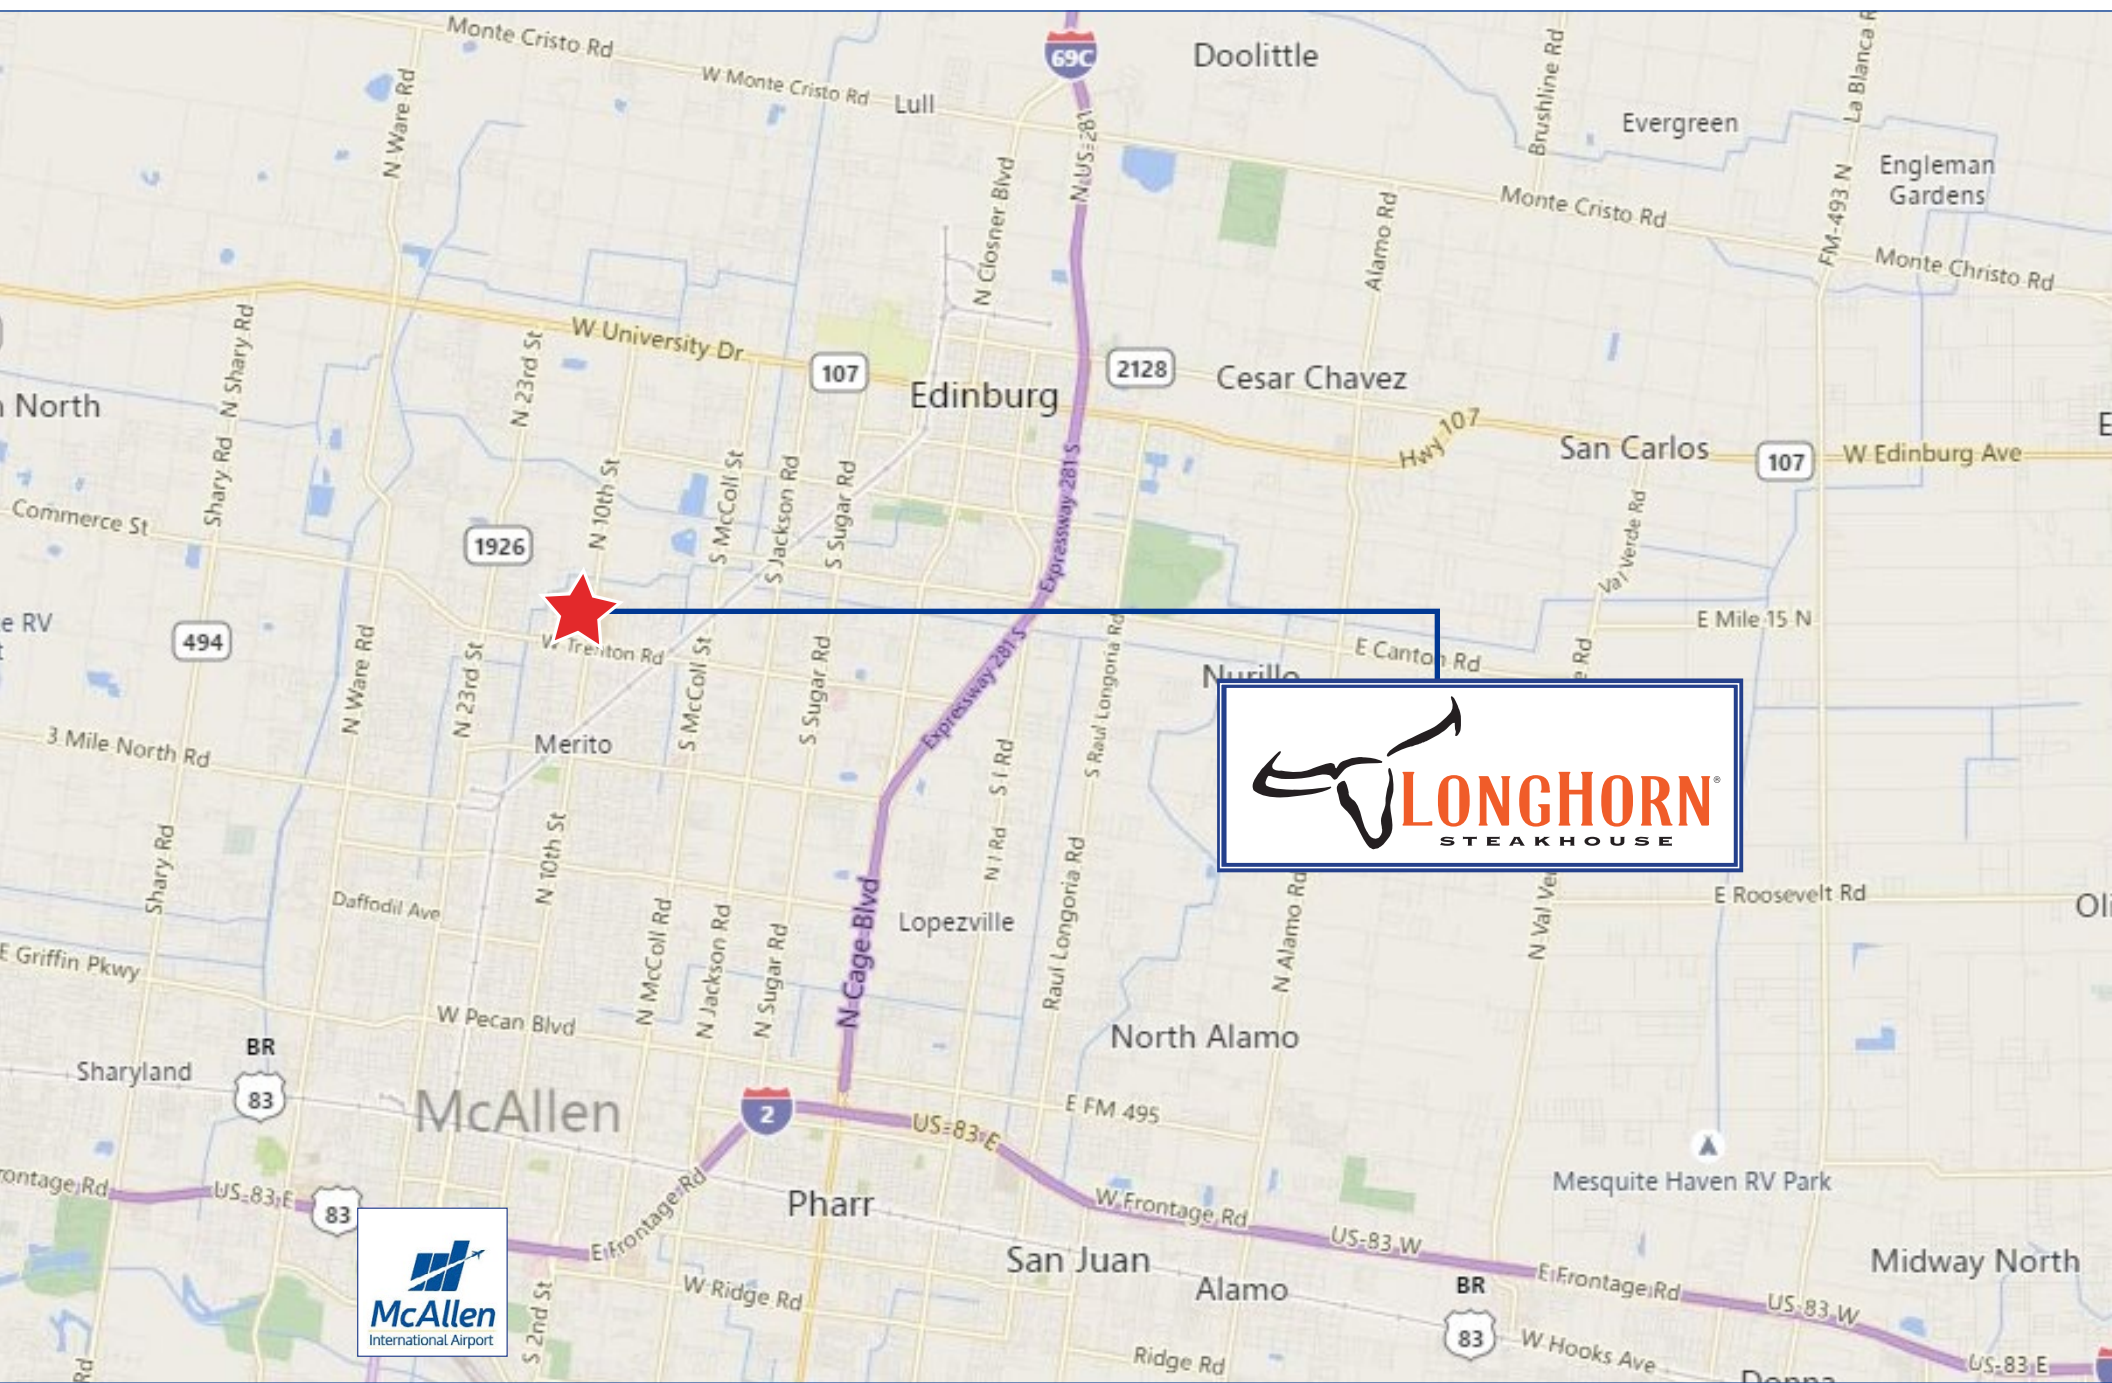 Monte Cristo Rd
69C
Doolittle
W Monte Cristo Rd
Lull
N Ware Rd
N US-281
Brushline Rd
Evergreen
La Blanca R
Engleman
Gardens
N Closner Blvd
Alamo Rd
Monte Cristo Rd
FM-493 N
Monte Christo Rd
N Shary Rd
N 23rd St
W University Dr
107
2128
Cesar Chavez
Edinburg
North
Hwy 107
San Carlos
107
W Edinburg Ave
E
Shary Rd
Commerce St
1926
N 10th St
S McColl St
S Jackson Rd
S Sugar Rd
Expressway 281 S
Val Verde Rd
e RV
t
494
W Trenton Rd
E Mile 15 N
E Canton Rd
Nurillo
e Rd
N Ware Rd
N 23rd St
S McColl St
S Sugar Rd
Expressway 281 S
S Raul Longoria Rd
3 Mile North Rd
Merito
S I Rd
LONGHORN®
STEAKHOUSE
Shary Rd
N 10th St
N I Rd
Raul Longoria Rd
Daffodil Ave
N McColl Rd
N Jackson Rd
N Sugar Rd
N Cage Blvd
Lopezville
N Alamo Rd
N Val Ve
E Roosevelt Rd
Oli
E Griffin Pkwy
W Pecan Blvd
North Alamo
BR
83
Sharyland
McAllen
2
US-83 E
E FM 495
Mesquite Haven RV Park
rontage Rd
US-83 E
83
E Frontage Rd
Pharr
W Frontage Rd
US-83 W
San Juan
Alamo
BR
83
E Frontage Rd
US-83 W
Midway North
McAllen
International Airport
S 2nd St
W Ridge Rd
Ridge Rd
W Hooks Ave
Donna
US-83 E
Rd